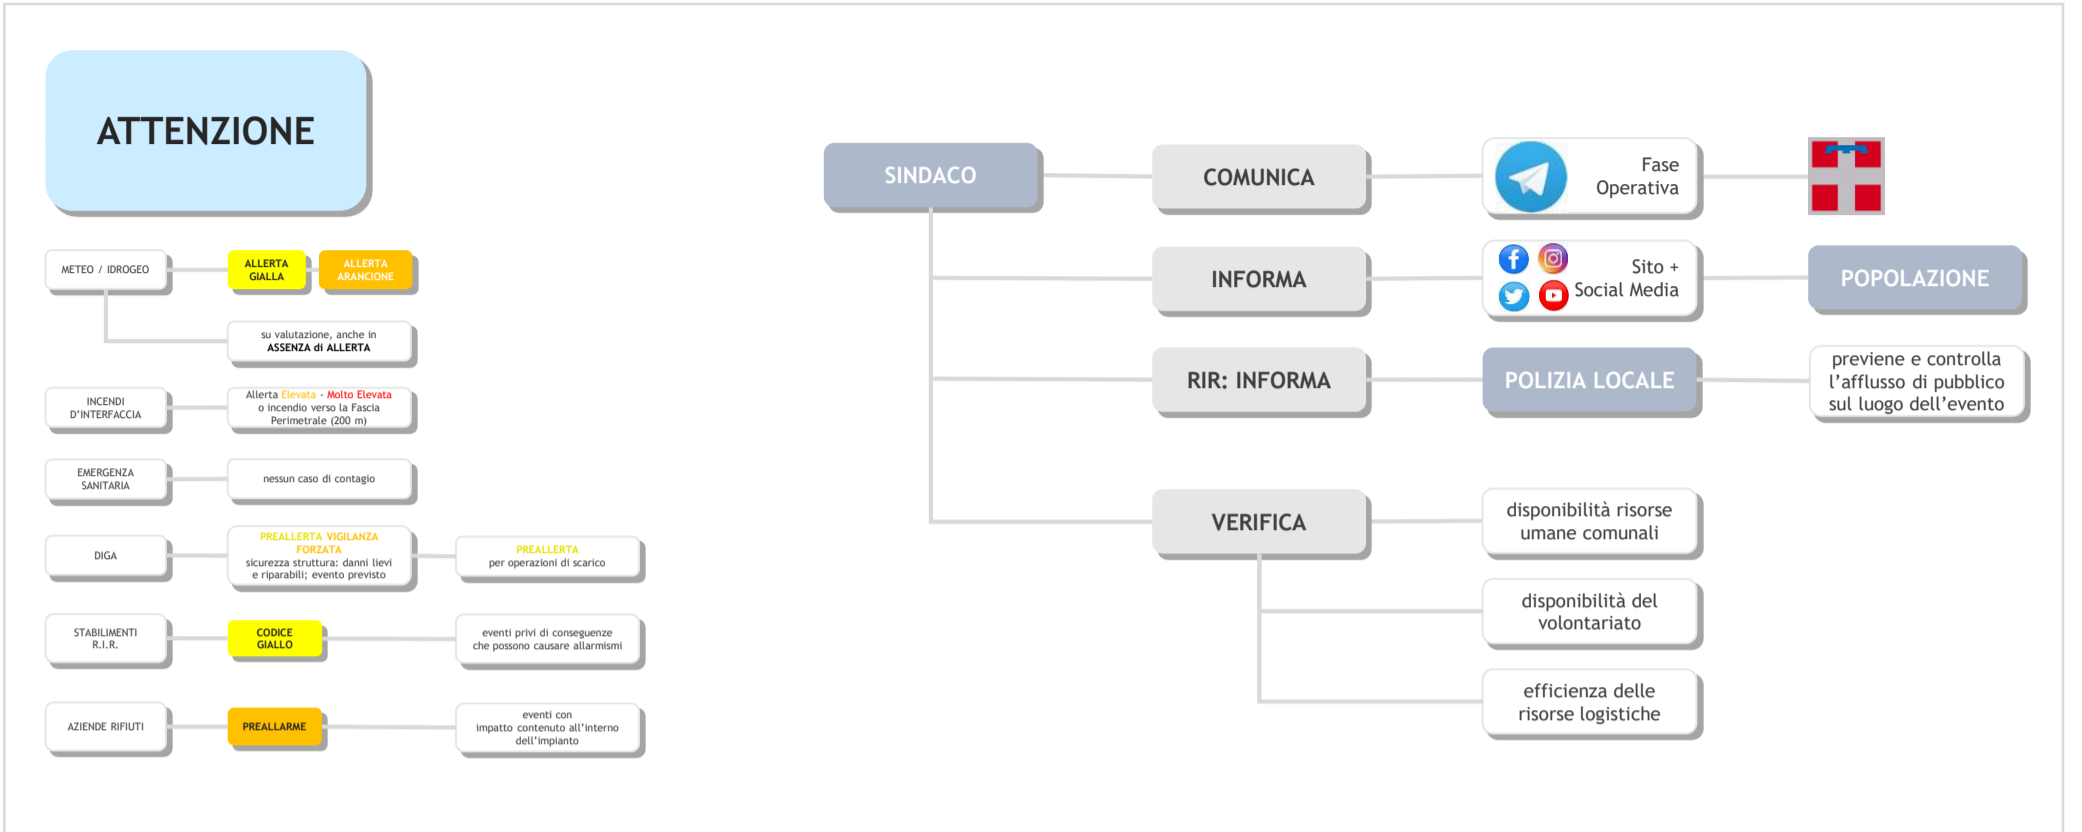 ATTENZIONE
METEO / IDROGEO
ALLERTA
GIALLA
ALLERTA
ARANCIONE
su valutazione, anche in
ASSENZA di ALLERTA
INCENDI
D'INTERFACCIA
Allerta Elevata - Molto Elevata
o incendio verso la Fascia
Perimetrale (200 m)
EMERGENZA
SANITARIA
nessun caso di contagio
DIGA
PREALLERTA VIGILANZA
FORZATA
sicurezza struttura: danni lievi
e riparabili; evento previsto
PREALLERTA
per operazioni di scarico
STABILIMENTI
R.I.R.
CODICE
GIALLO
eventi privi di conseguenze
che possono causare allarmismi
AZIENDE RIFIUTI
PREALLARME
eventi con
impatto contenuto all'interno
dell'impianto
SINDACO
COMUNICA
Fase
Operativa
INFORMA
Sito +
Social Media
POPOLAZIONE
RIR: INFORMA
POLIZIA LOCALE
previene e controlla
l'afflusso di pubblico
sul luogo dell'evento
VERIFICA
disponibilità risorse
umane comunali
disponibilità del
volontariato
efficienza delle
risorse logistiche